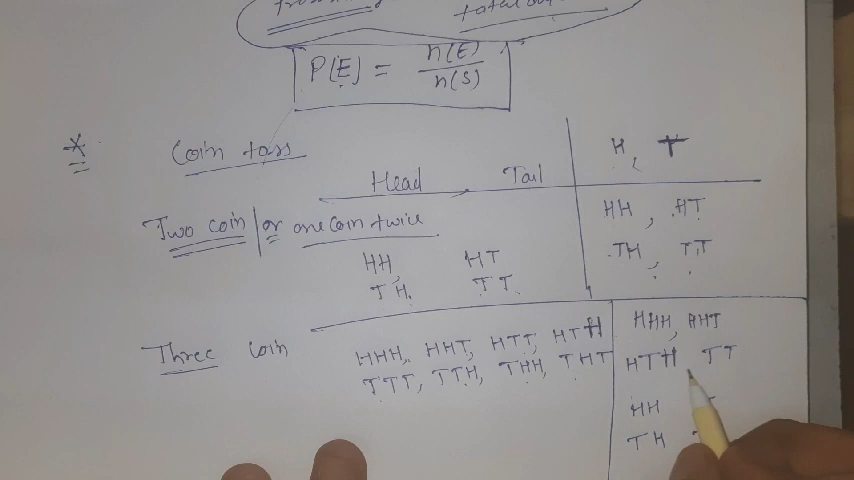 P(E) = n(E)/n(S)
* Coin toss
Head Tail
H, T
Two coin / or one coin twice
HH, HT
TH, TT
HH, HT
TH, TT
Three coin
HHH, HHT, HTT, HTH
TTT, TTH, THH, THT
HHH, HHT
HTH, TT
HH
TH